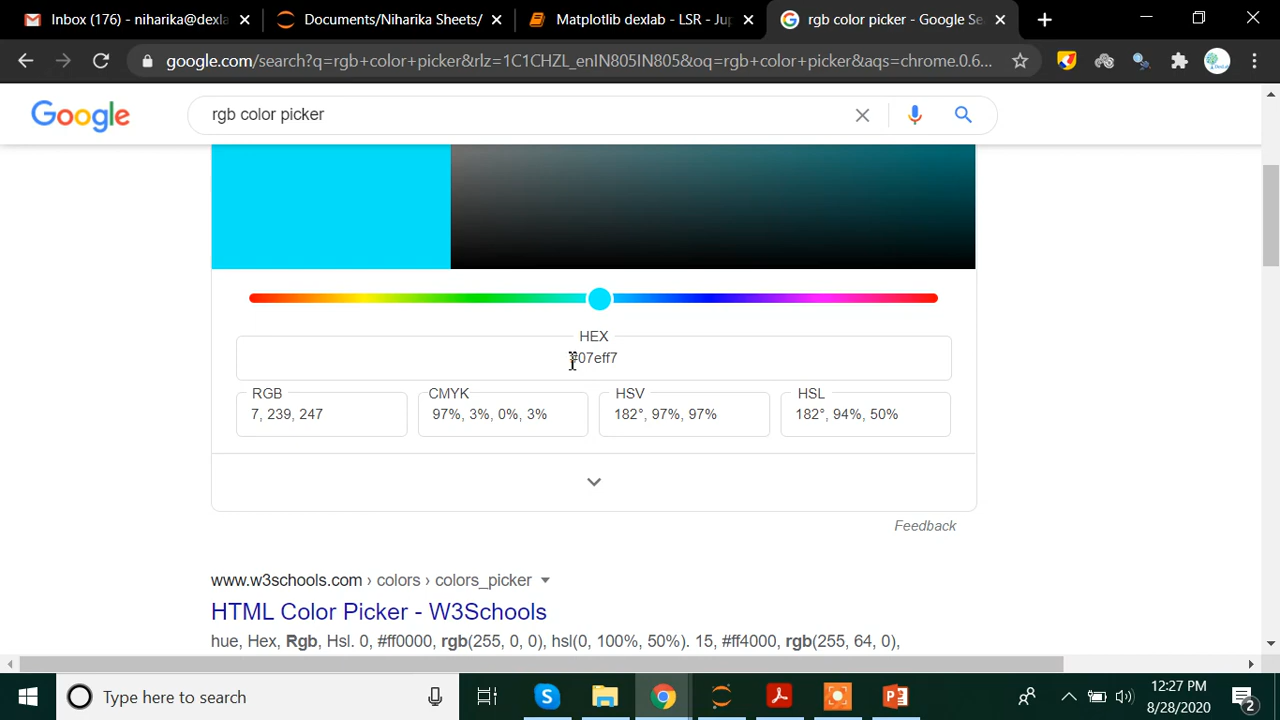 Inbox (176) - niharika@dexla
Documents/Niharika Sheets/
Matplotlib dexlab - LSR - Jup
rgb color picker - Google Se
google.com/search?q=rgb+color+picker&rlz=1C1CHZL_enIN805IN805&oq=rgb+color+picker&aqs=chrome.0.6...
Google
rgb color picker
HEX
#07eff7
RGB
7, 239, 247
CMYK
97%, 3%, 0%, 3%
HSV
182°, 97%, 97%
HSL
182°, 94%, 50%
Feedback
www.w3schools.com › colors › colors_picker
HTML Color Picker - W3Schools
hue, Hex, Rgb, Hsl. 0, #ff0000, rgb(255, 0, 0), hsl(0, 100%, 50%). 15, #ff4000, rgb(255, 64, 0),
Type here to search
12:27 PM
8/28/2020
2